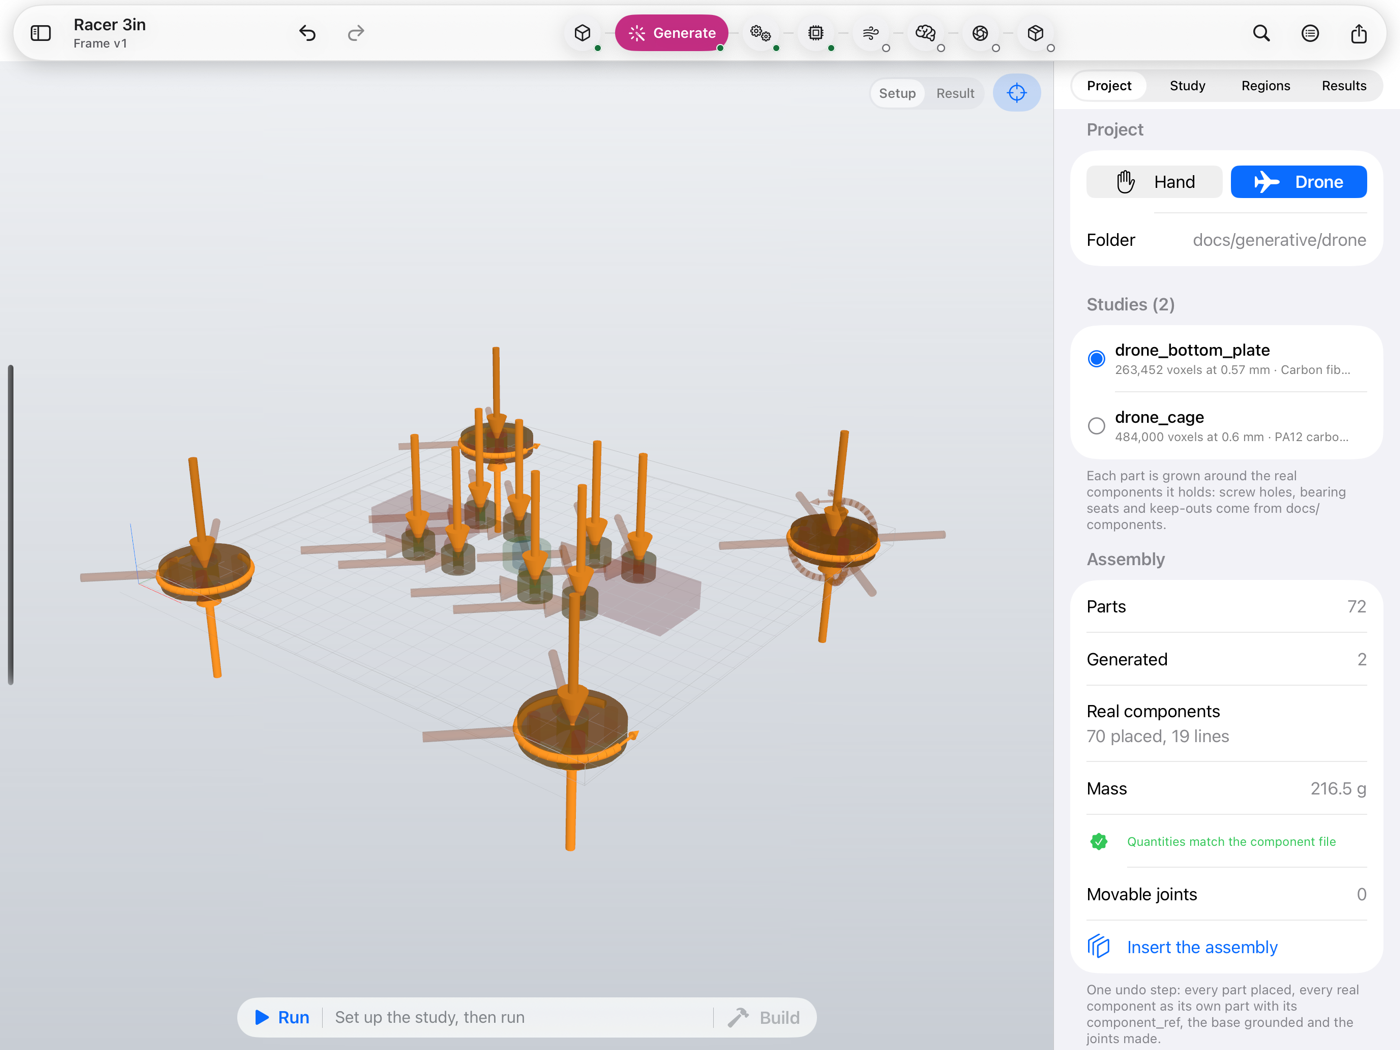 Racer 3in
Frame v1
Generate
Setup
Result
Project
Study
Regions
Results
Project
Hand
Drone
Folder
docs/generative/drone
Studies (2)
drone_bottom_plate
263,452 voxels at 0.57 mm · Carbon fib...
drone_cage
484,000 voxels at 0.6 mm · PA12 carbo...
Each part is grown around the real
components it holds: screw holes, bearing
seats and keep-outs come from docs/
components.
Assembly
Parts
72
Generated
2
Real components
70 placed, 19 lines
Mass
216.5 g
Quantities match the component file
Movable joints
0
Insert the assembly
One undo step: every part placed, every real
component as its own part with its
component_ref, the base grounded and the
joints made.
Run
Set up the study, then run
Build